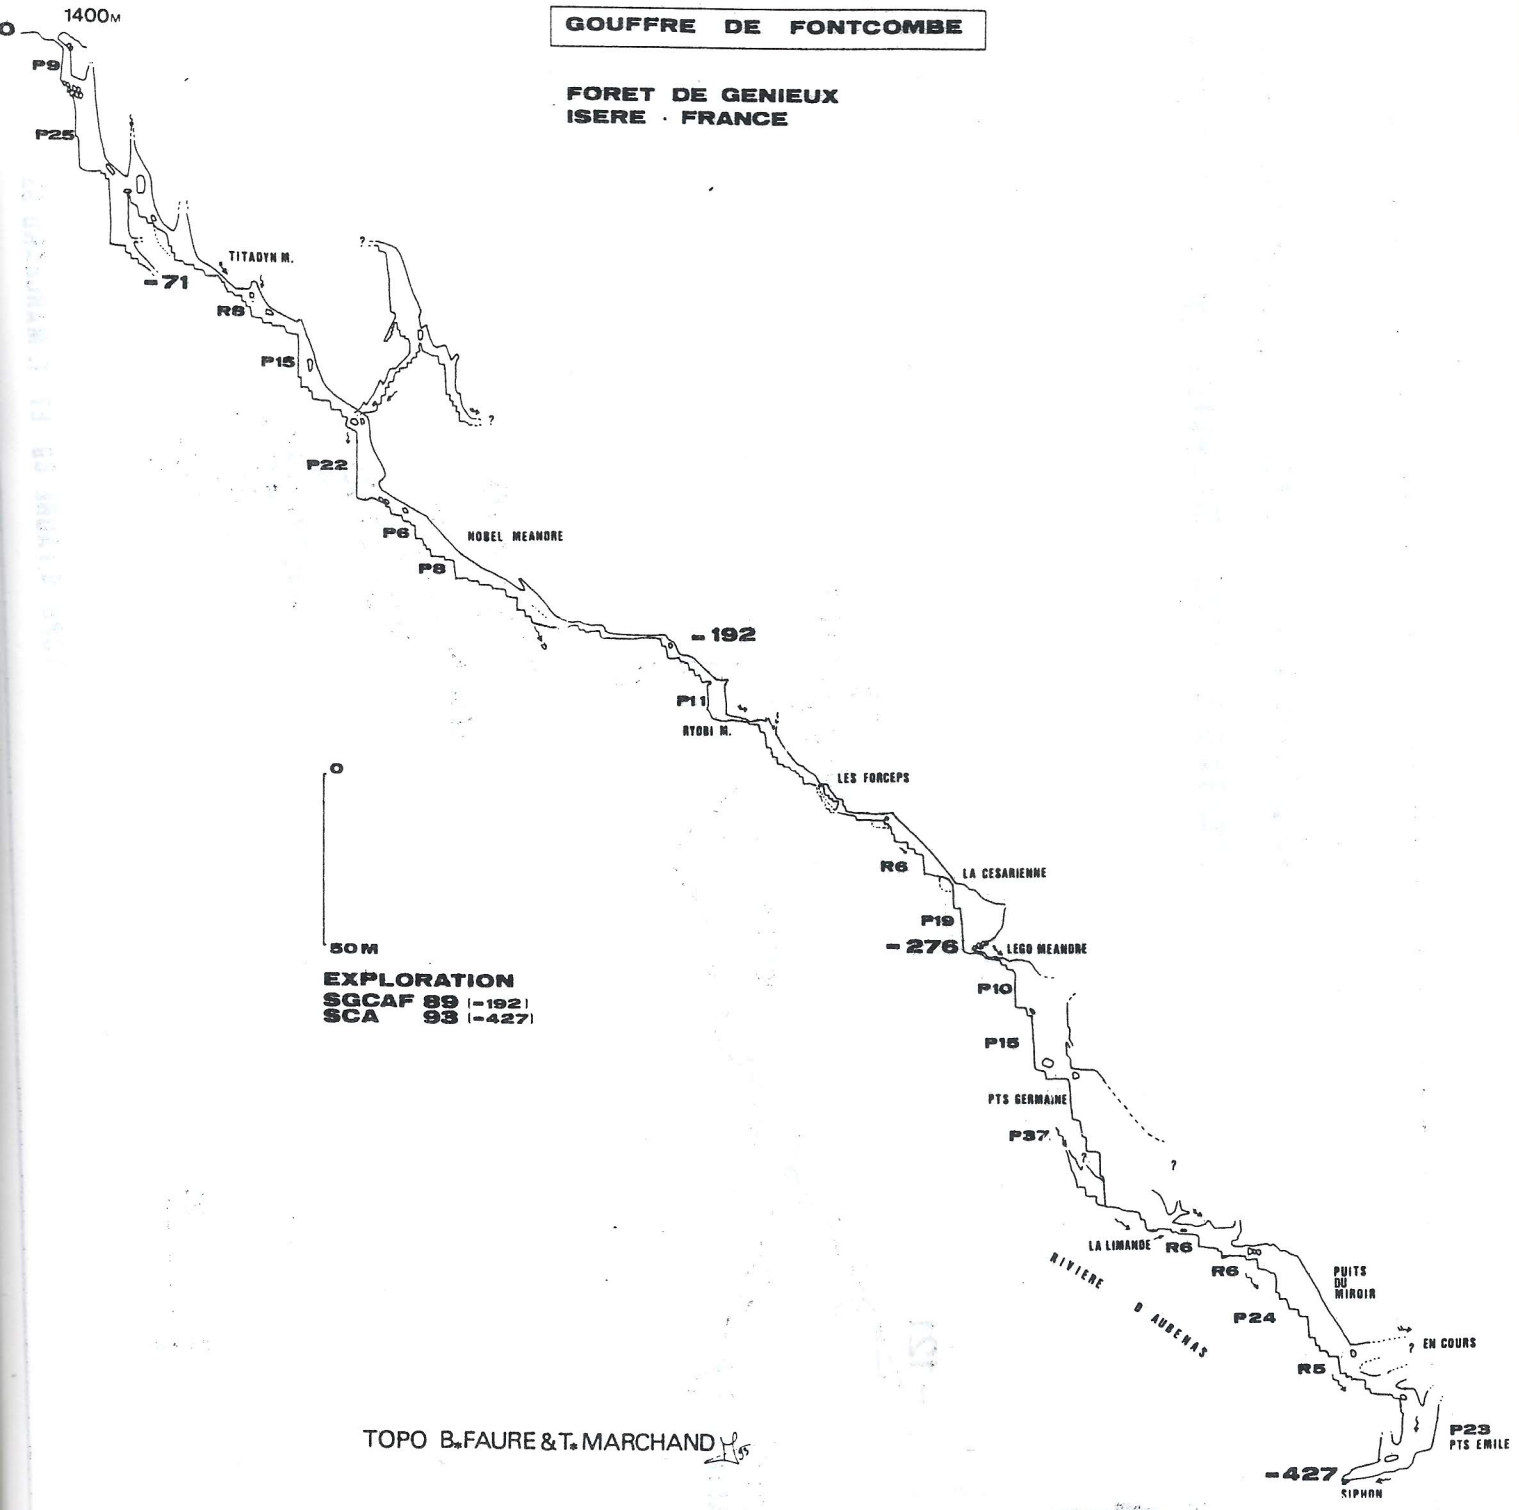 0
1400M
GOUFFRE DE FONTCOMBE
FORET DE GENIEUX
ISERE . FRANCE
P9
P25
-71
TITADYN M.
R8
P15
?
?
P22
P6
P8
NOBEL MEANDRE
-192
P11
RYOBI M.
LES FORCEPS
R6
LA CESARIENNE
P19
-276
LEGO MEANDRE
P10
P15
PTS GERMAINE
P37
?
?
LA LIMANDE
R6
R6
RIVIERE D AUBENAS
P24
PUITS
DU
MIROIR
? EN COURS
R5
P23
PTS EMILE
-427
SIPHON
0
50M
EXPLORATION
SGCAF 89 (-192)
SCA 93 (-427)
TOPO B.FAURE & T.MARCHAND
95